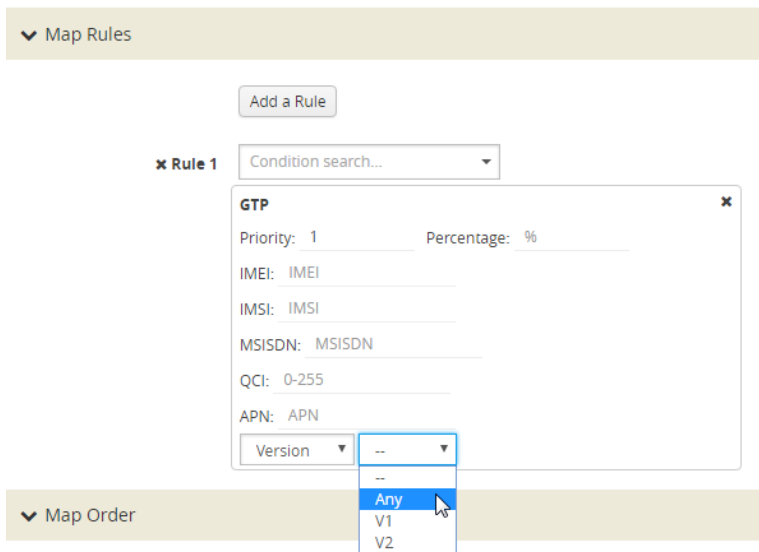 Map Rules
Add a Rule
Rule 1 Condition search...
GTP
Priority: 1 Percentage: %
IMEI: IMEI
IMSI: IMSI
MSISDN: MSISDN
QCI: 0-255
APN: APN
Version --
--
Any
V1
V2
Map Order